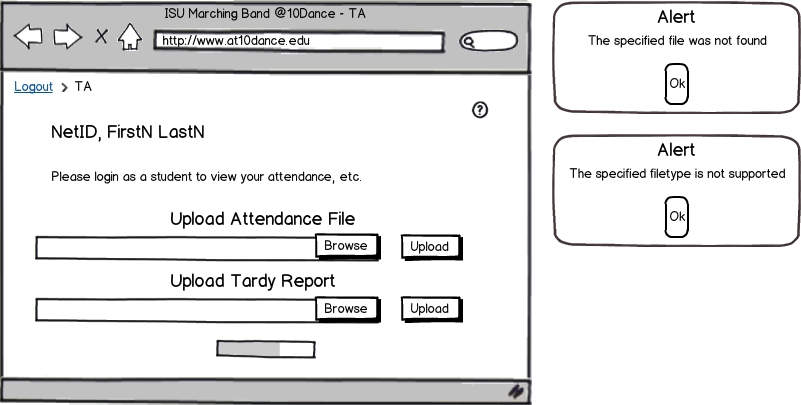 ISU Marching Band @10Dance - TA
http://www.at10dance.edu
Logout > TA
?
NetID, FirstN LastN
Please login as a student to view your attendance, etc.
Upload Attendance File
Browse Upload
Upload Tardy Report
Browse Upload
Alert
The specified file was not found
Ok
Alert
The specified filetype is not supported
Ok